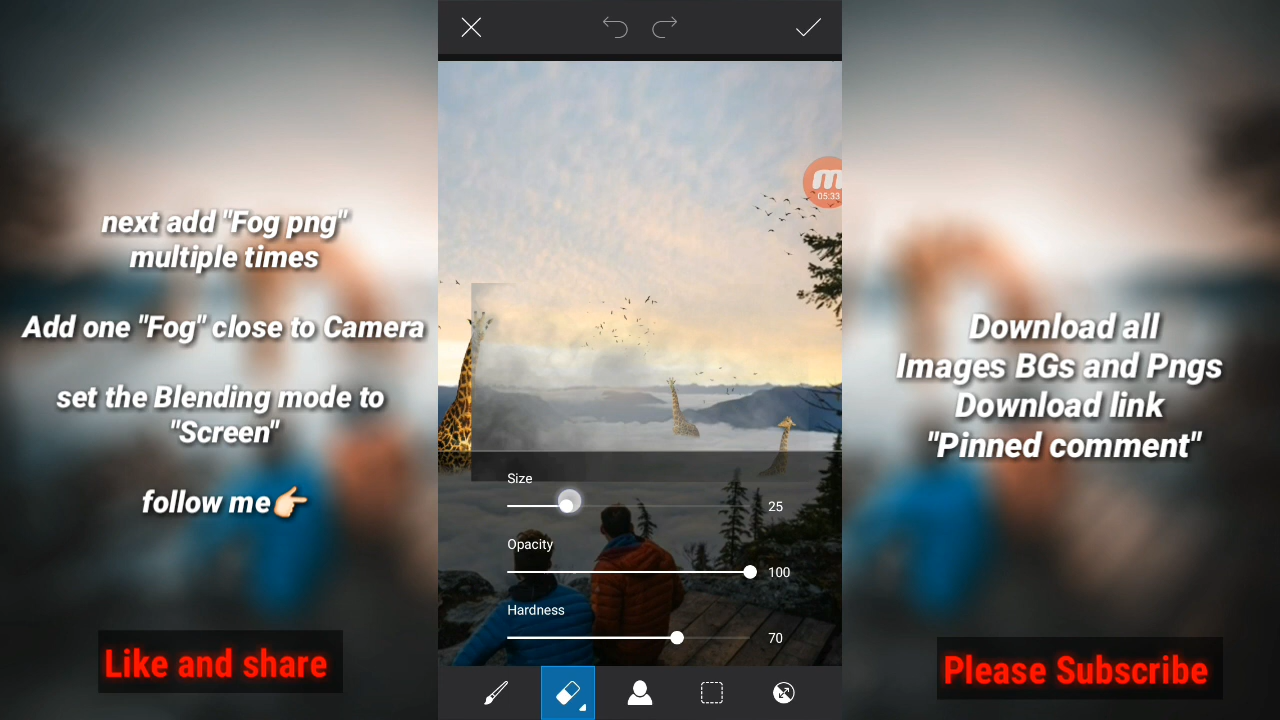 next add "Fog png"
multiple times
Add one "Fog" close to Camera
set the Blending mode to
"Screen"
follow me👉🏻
Like and share
05:33
Size
25
Opacity
100
Hardness
70
Download all
Images BGs and Pngs
Download link
"Pinned comment"
Please Subscribe